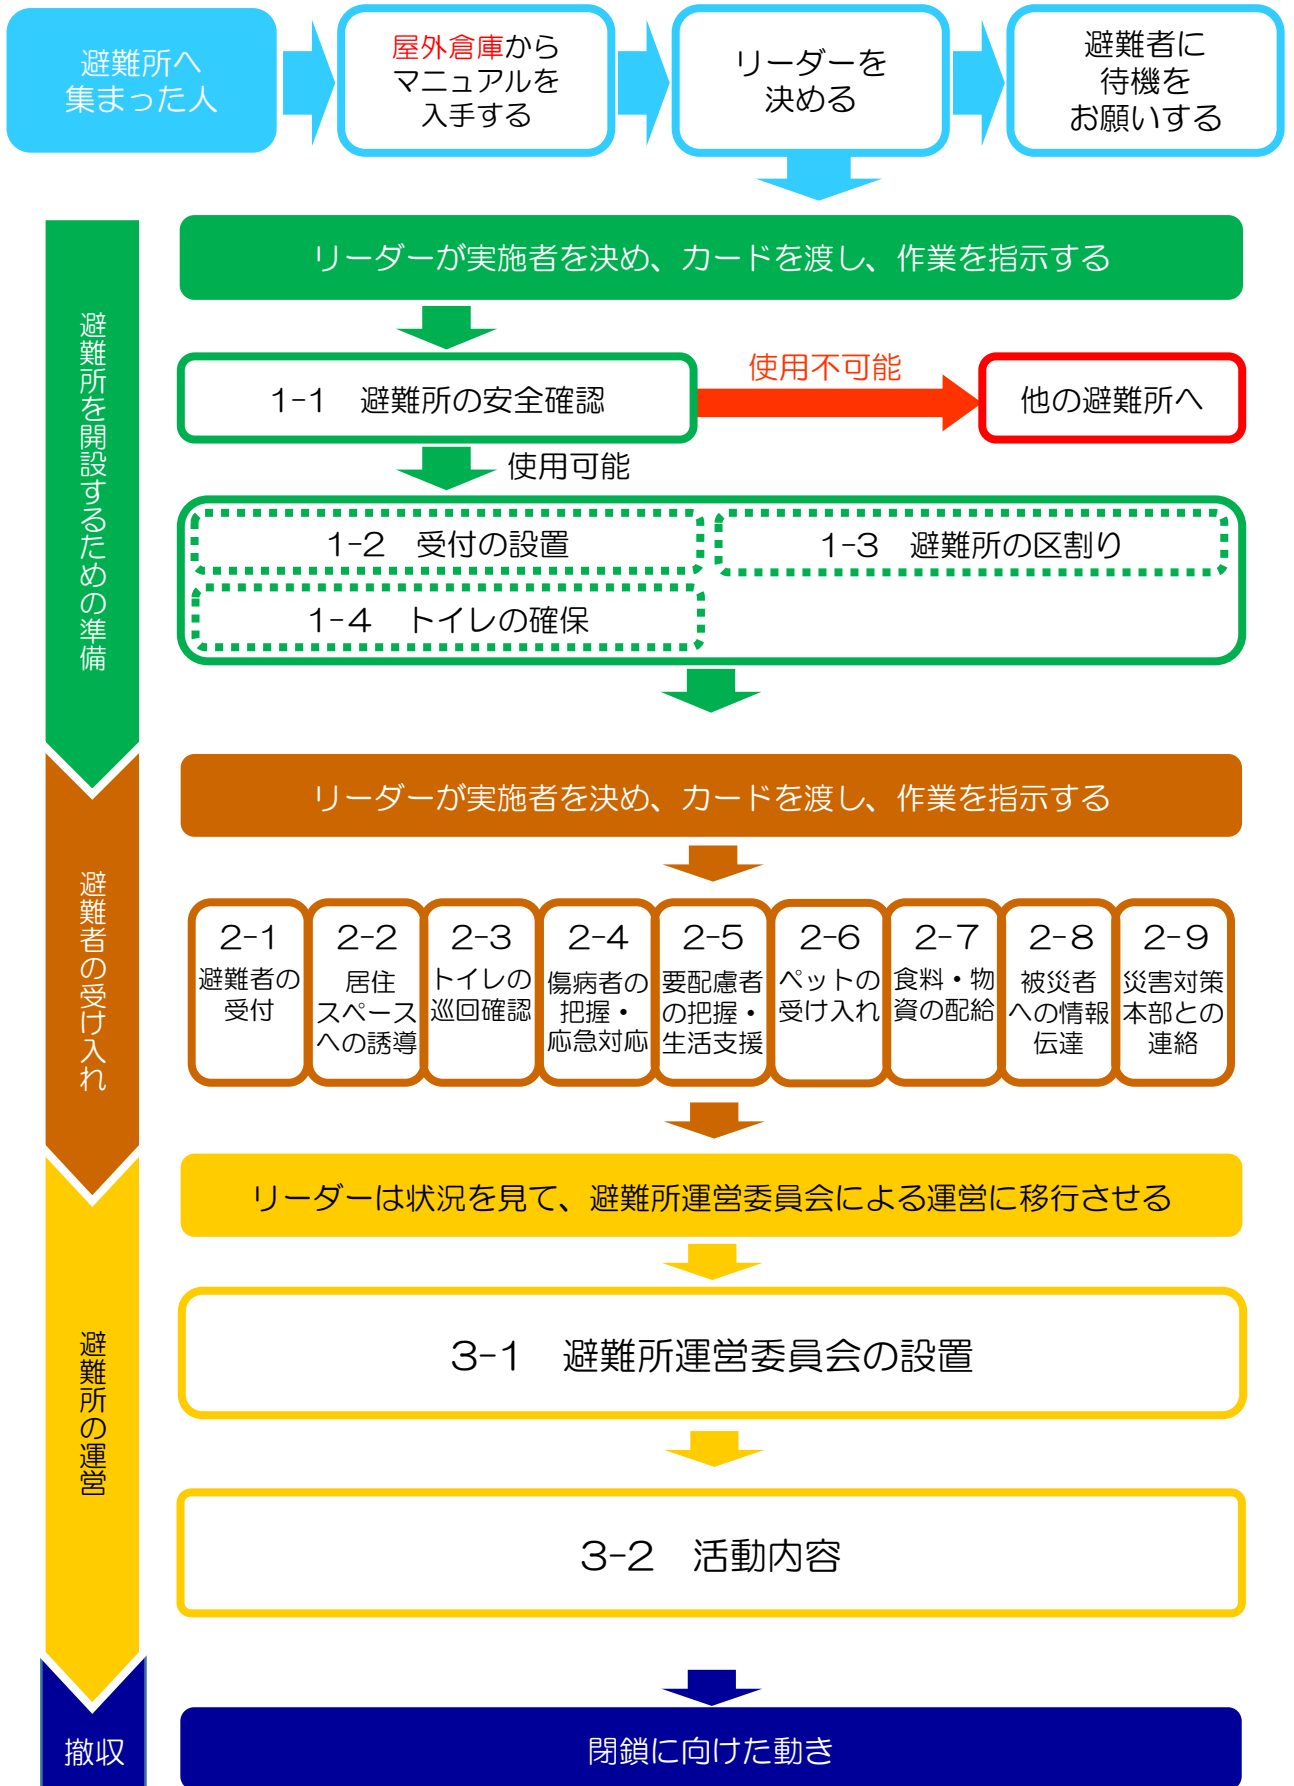 避難所へ
集まった人
屋外倉庫から
マニュアルを
入手する
リーダーを
決める
避難者に
待機を
お願いする
避難所を開設するための準備
リーダーが実施者を決め、カードを渡し、作業を指示する
1-1　避難所の安全確認
使用不可能
他の避難所へ
使用可能
1-2　受付の設置
1-3　避難所の区割り
1-4　トイレの確保
避難者の受け入れ
リーダーが実施者を決め、カードを渡し、作業を指示する
2-1
避難者の
受付
2-2
居住
スペース
への誘導
2-3
トイレの
巡回確認
2-4
傷病者の
把握・
応急対応
2-5
要配慮者
の把握・
生活支援
2-6
ペットの
受け入れ
2-7
食料・物
資の配給
2-8
被災者
への情報
伝達
2-9
災害対策
本部との
連絡
避難所の運営
リーダーは状況を見て、避難所運営委員会による運営に移行させる
3-1　避難所運営委員会の設置
3-2　活動内容
撤収
閉鎖に向けた動き